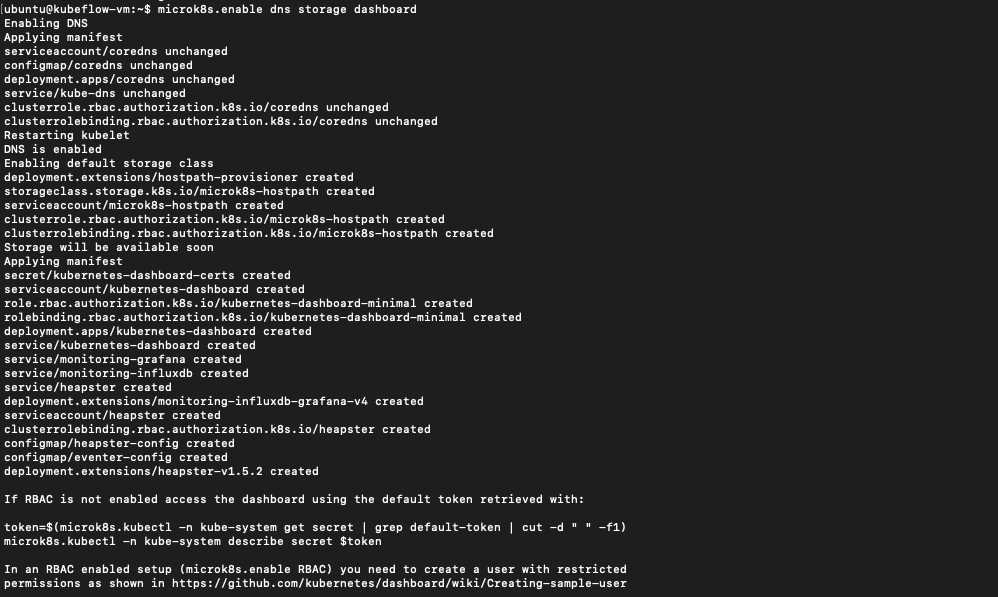 [ubuntu@kubeflow-vm:~$ microk8s.enable dns storage dashboard
Enabling DNS
Applying manifest
serviceaccount/coredns unchanged
configmap/coredns unchanged
deployment.apps/coredns unchanged
service/kube-dns unchanged
clusterrole.rbac.authorization.k8s.io/coredns unchanged
clusterrolebinding.rbac.authorization.k8s.io/coredns unchanged
Restarting kubelet
DNS is enabled
Enabling default storage class
deployment.extensions/hostpath-provisioner created
storageclass.storage.k8s.io/microk8s-hostpath created
serviceaccount/microk8s-hostpath created
clusterrole.rbac.authorization.k8s.io/microk8s-hostpath created
clusterrolebinding.rbac.authorization.k8s.io/microk8s-hostpath created
Storage will be available soon
Applying manifest
secret/kubernetes-dashboard-certs created
serviceaccount/kubernetes-dashboard created
role.rbac.authorization.k8s.io/kubernetes-dashboard-minimal created
rolebinding.rbac.authorization.k8s.io/kubernetes-dashboard-minimal created
deployment.apps/kubernetes-dashboard created
service/kubernetes-dashboard created
service/monitoring-grafana created
service/monitoring-influxdb created
service/heapster created
deployment.extensions/monitoring-influxdb-grafana-v4 created
serviceaccount/heapster created
clusterrolebinding.rbac.authorization.k8s.io/heapster created
configmap/heapster-config created
configmap/eventer-config created
deployment.extensions/heapster-v1.5.2 created
If RBAC is not enabled access the dashboard using the default token retrieved with:
token=$(microk8s.kubectl -n kube-system get secret | grep default-token | cut -d " " -f1)
microk8s.kubectl -n kube-system describe secret $token
In an RBAC enabled setup (microk8s.enable RBAC) you need to create a user with restricted
permissions as shown in https://github.com/kubernetes/dashboard/wiki/Creating-sample-user